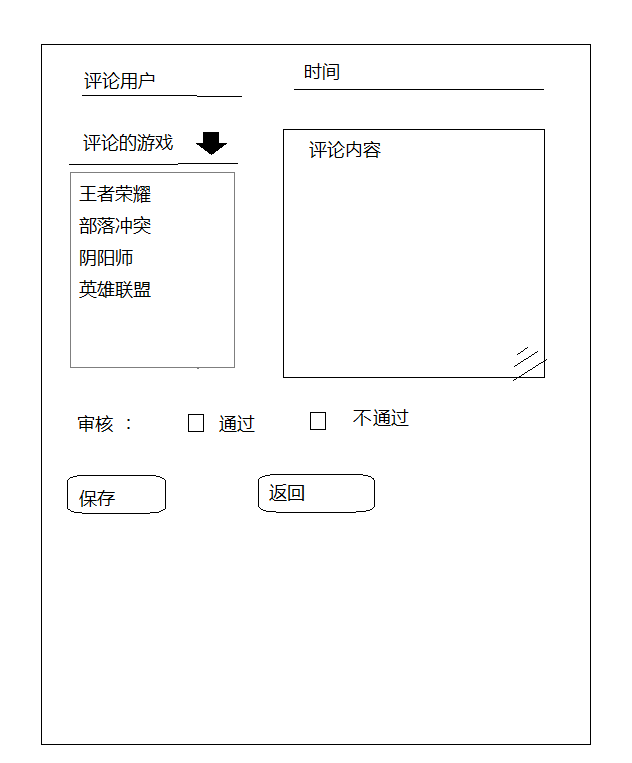 评论用户
时间
评论的游戏
评论内容
王者荣耀
部落冲突
阴阳师
英雄联盟
审核 ： 通过 不通过
保存 返回